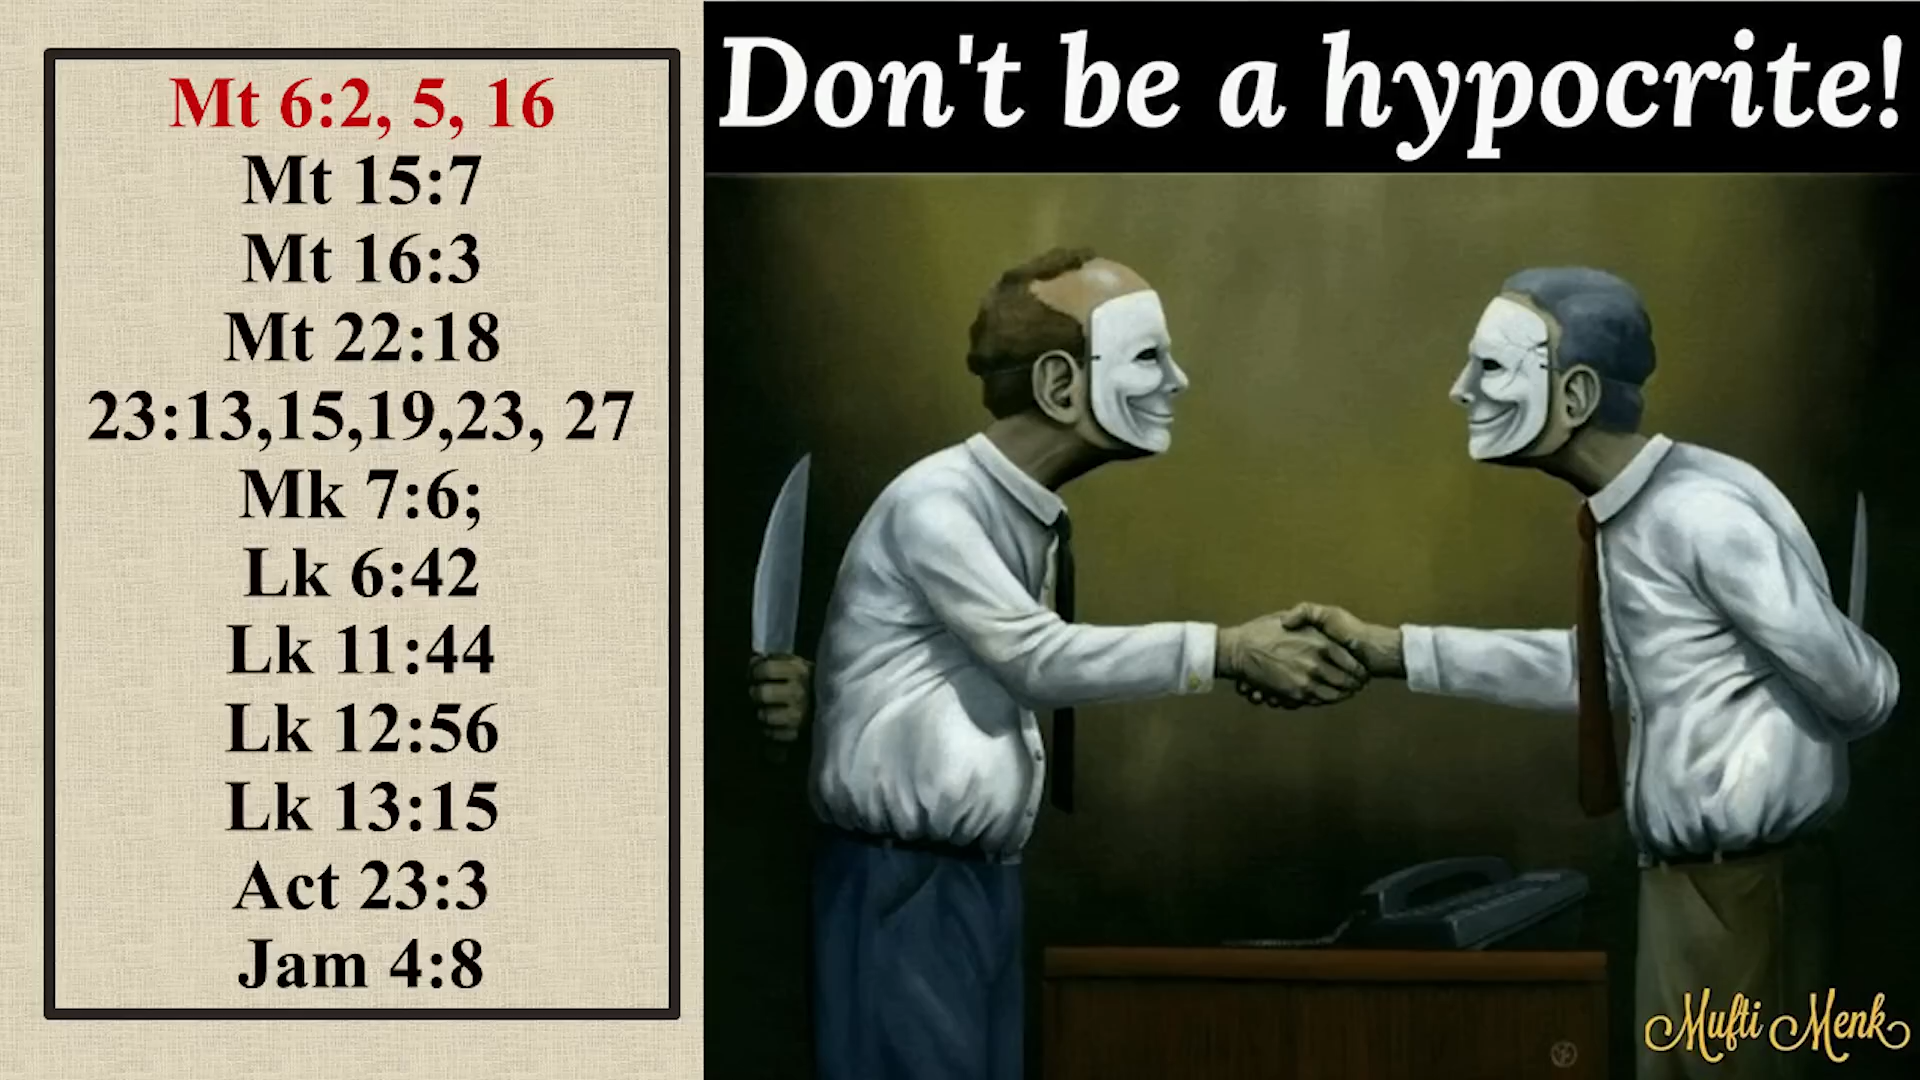 Mt 6:2, 5, 16
Mt 15:7
Mt 16:3
Mt 22:18
23:13,15,19,23, 27
Mk 7:6;
Lk 6:42
Lk 11:44
Lk 12:56
Lk 13:15
Act 23:3
Jam 4:8
Don't be a hypocrite!
Mufti Menk